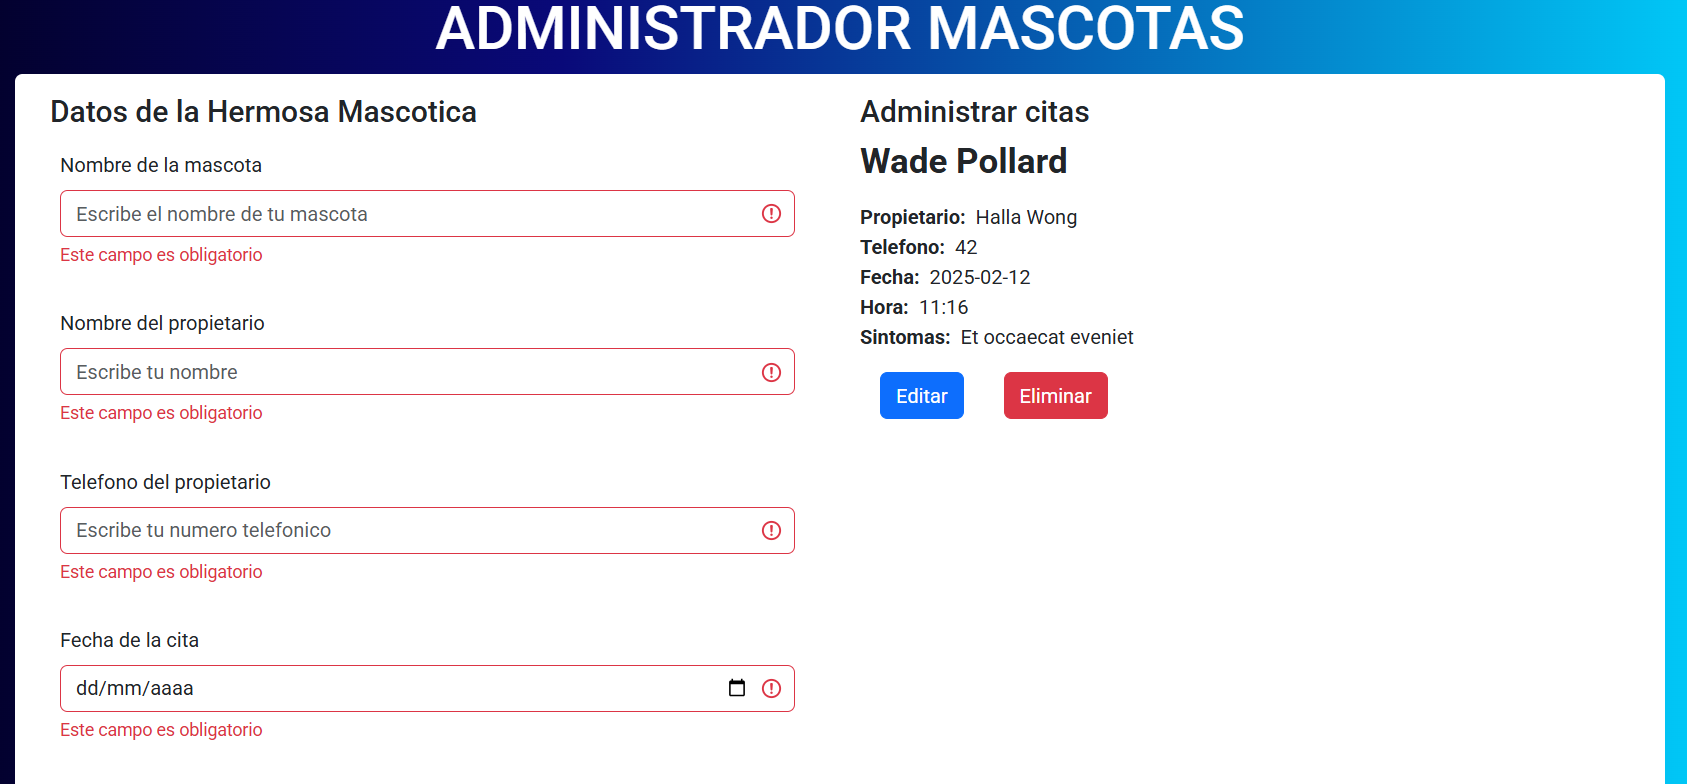 ADMINISTRADOR MASCOTAS
Datos de la Hermosa Mascotica
Nombre de la mascota
Escribe el nombre de tu mascota
Este campo es obligatorio
Nombre del propietario
Escribe tu nombre
Este campo es obligatorio
Telefono del propietario
Escribe tu numero telefonico
Este campo es obligatorio
Fecha de la cita
dd/mm/aaaa
Este campo es obligatorio
Administrar citas
Wade Pollard
Propietario: Halla Wong
Telefono: 42
Fecha: 2025-02-12
Hora: 11:16
Sintomas: Et occaecat eveniet
Editar Eliminar